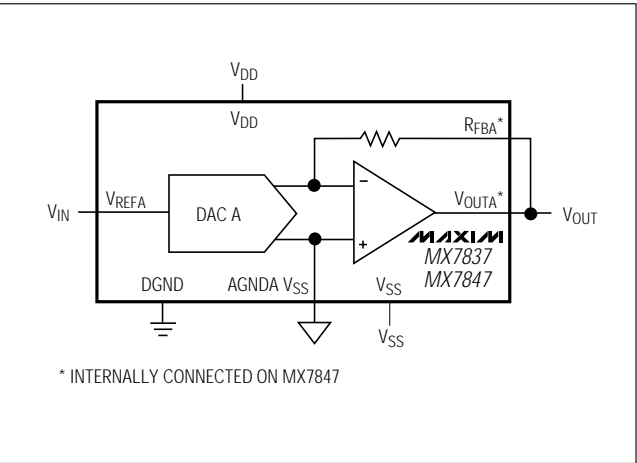 VDD
VDD
RFBA*
VIN
VREFA
DAC A
−
+
VOUTA*
VOUT
MAXIM
MX7837
MX7847
DGND
AGNDA VSS
VSS
VSS
* INTERNALLY CONNECTED ON MX7847